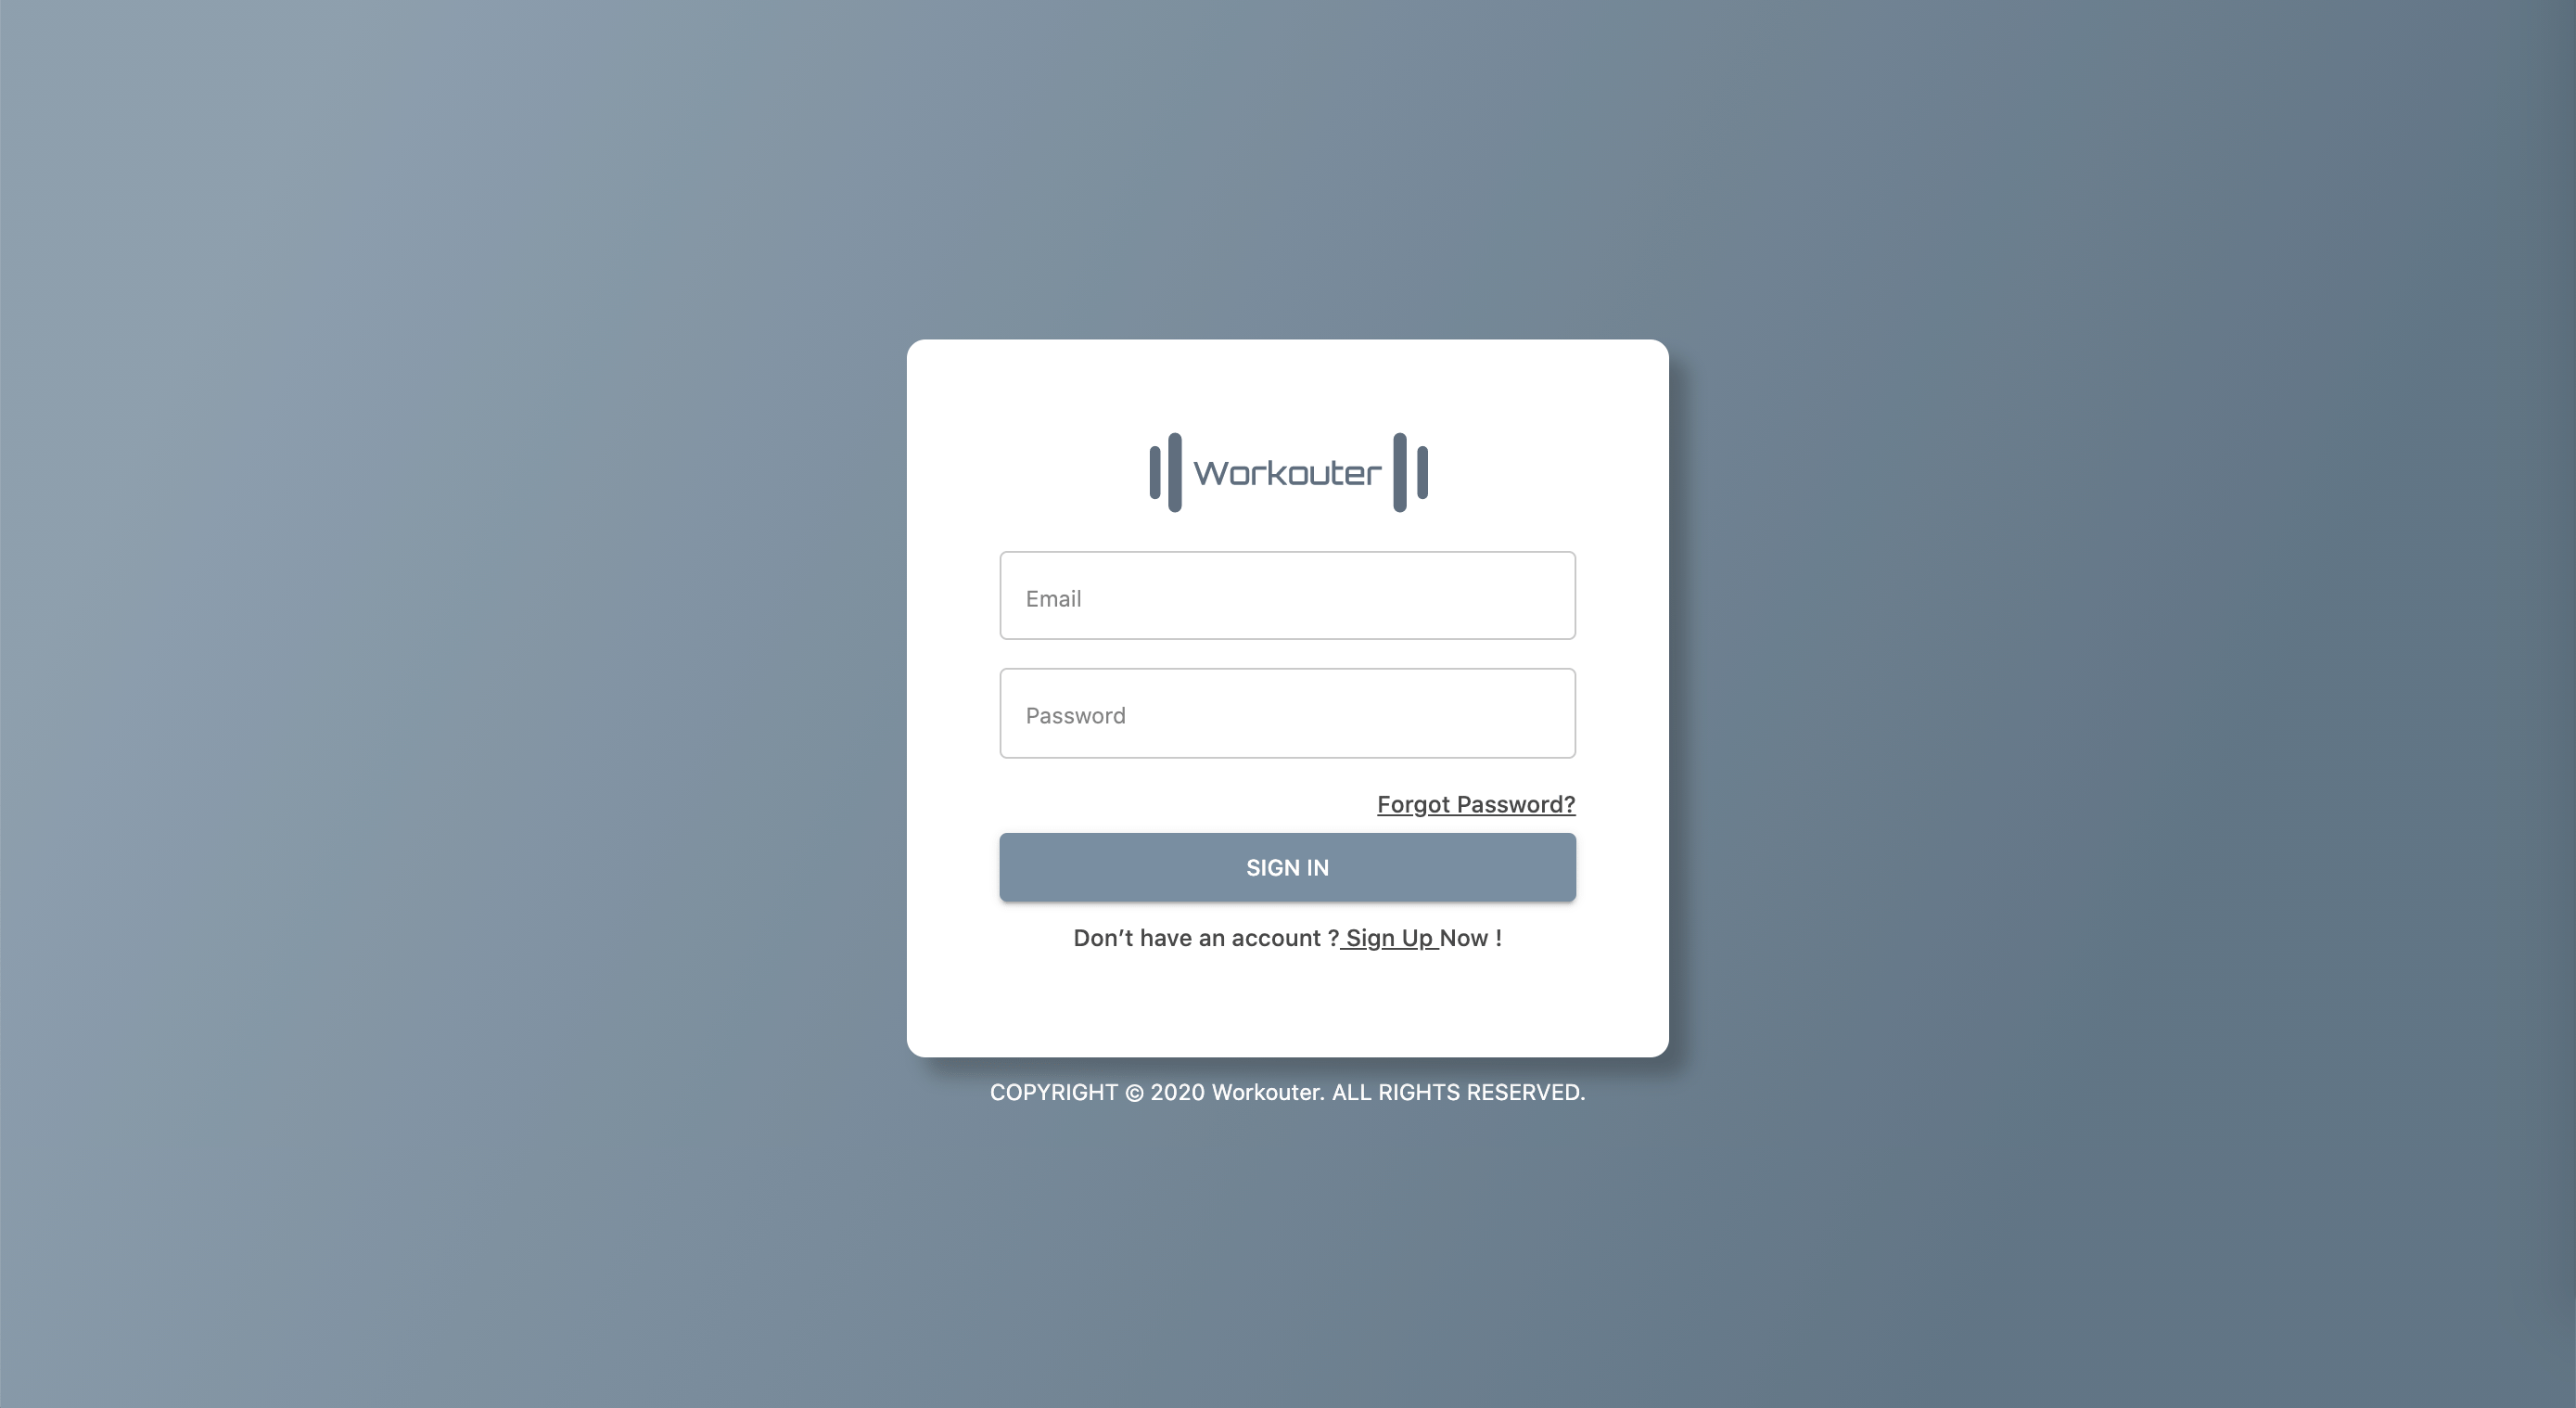 Workouter
Email
Password
Forgot Password?
SIGN IN
Don’t have an account ? Sign Up Now !
COPYRIGHT © 2020 Workouter. ALL RIGHTS RESERVED.